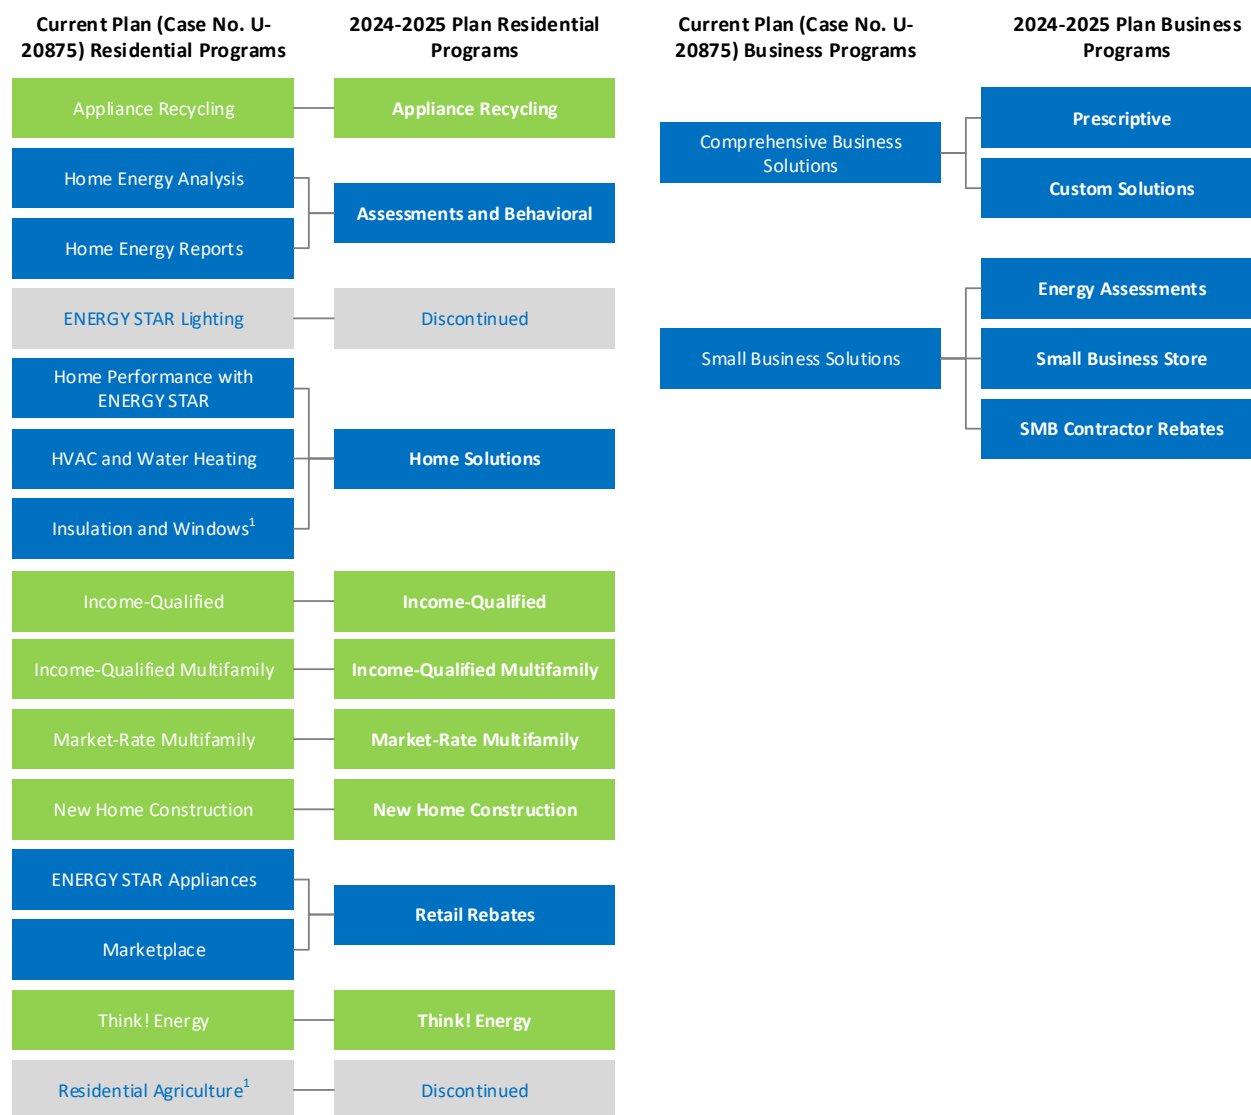 Current Plan (Case No. U-
20875) Residential Programs
2024-2025 Plan Residential
Programs
Appliance Recycling
Appliance Recycling
Home Energy Analysis
Home Energy Reports
Assessments and Behavioral
ENERGY STAR Lighting
Discontinued
Home Performance with
ENERGY STAR
HVAC and Water Heating
Insulation and Windows¹
Home Solutions
Income-Qualified
Income-Qualified
Income-Qualified Multifamily
Income-Qualified Multifamily
Market-Rate Multifamily
Market-Rate Multifamily
New Home Construction
New Home Construction
ENERGY STAR Appliances
Marketplace
Retail Rebates
Think! Energy
Think! Energy
Residential Agriculture¹
Discontinued
Current Plan (Case No. U-
20875) Business Programs
2024-2025 Plan Business
Programs
Comprehensive Business
Solutions
Prescriptive
Custom Solutions
Small Business Solutions
Energy Assessments
Small Business Store
SMB Contractor Rebates